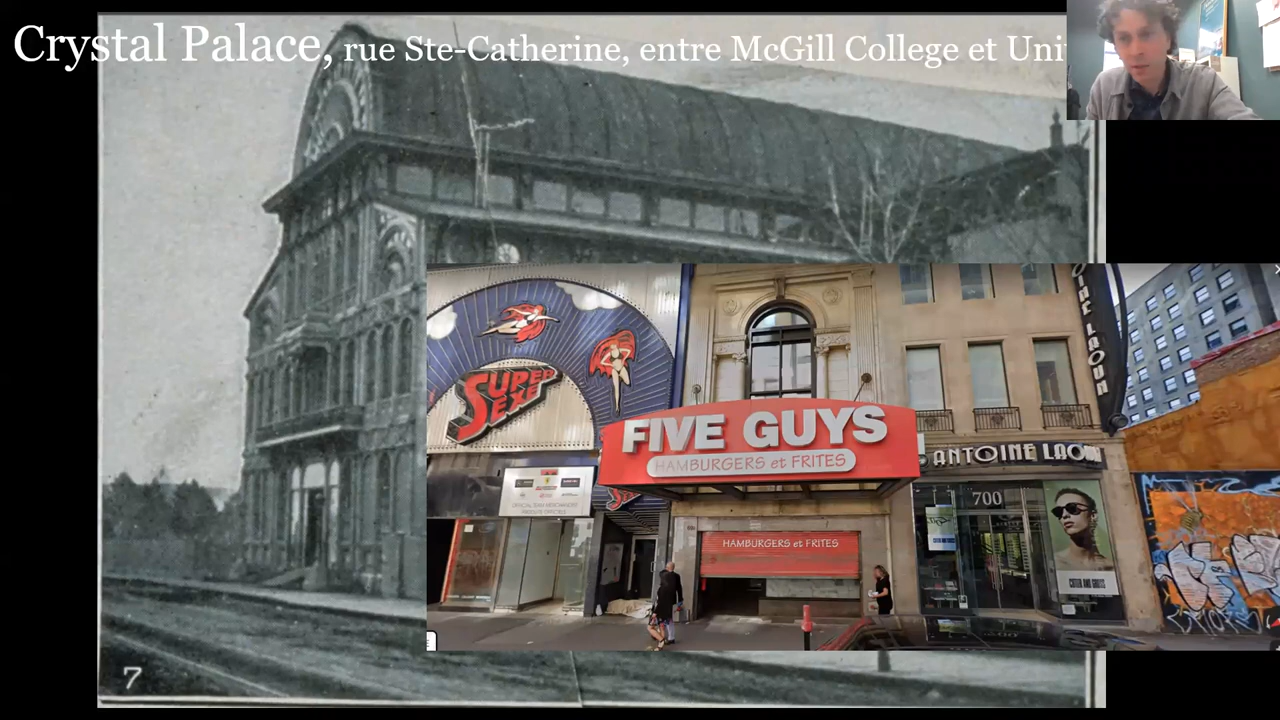 Crystal Palace, rue Ste-Catherine, entre McGill College et Uni
SUPER
SEXE
FIVE GUYS
HAMBURGERS et FRITES
HAMBURGERS et FRITES
ANTOINE LAOUN
ANTOINE LAOUN
700
7